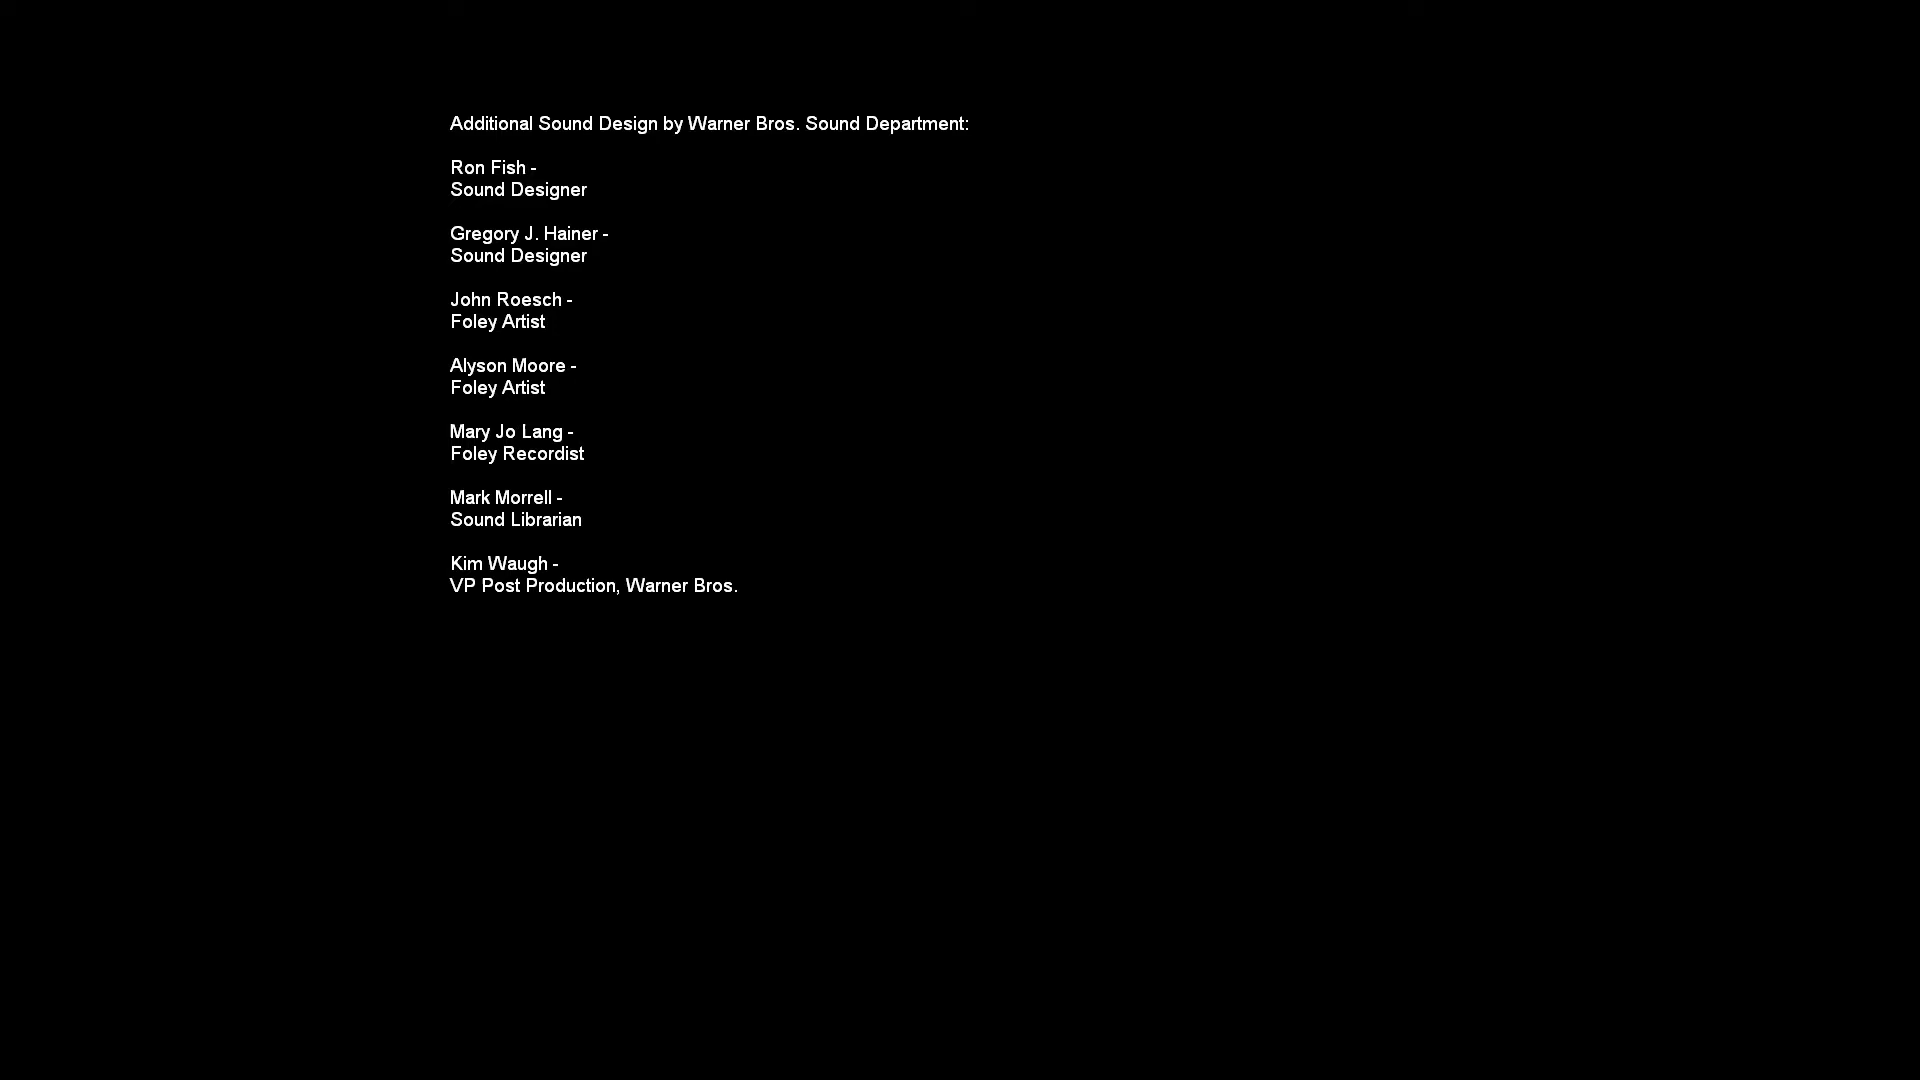 Additional Sound Design by Warner Bros. Sound Department:
Ron Fish -
Sound Designer
Gregory J. Hainer -
Sound Designer
John Roesch -
Foley Artist
Alyson Moore -
Foley Artist
Mary Jo Lang -
Foley Recordist
Mark Morrell -
Sound Librarian
Kim Waugh -
VP Post Production, Warner Bros.